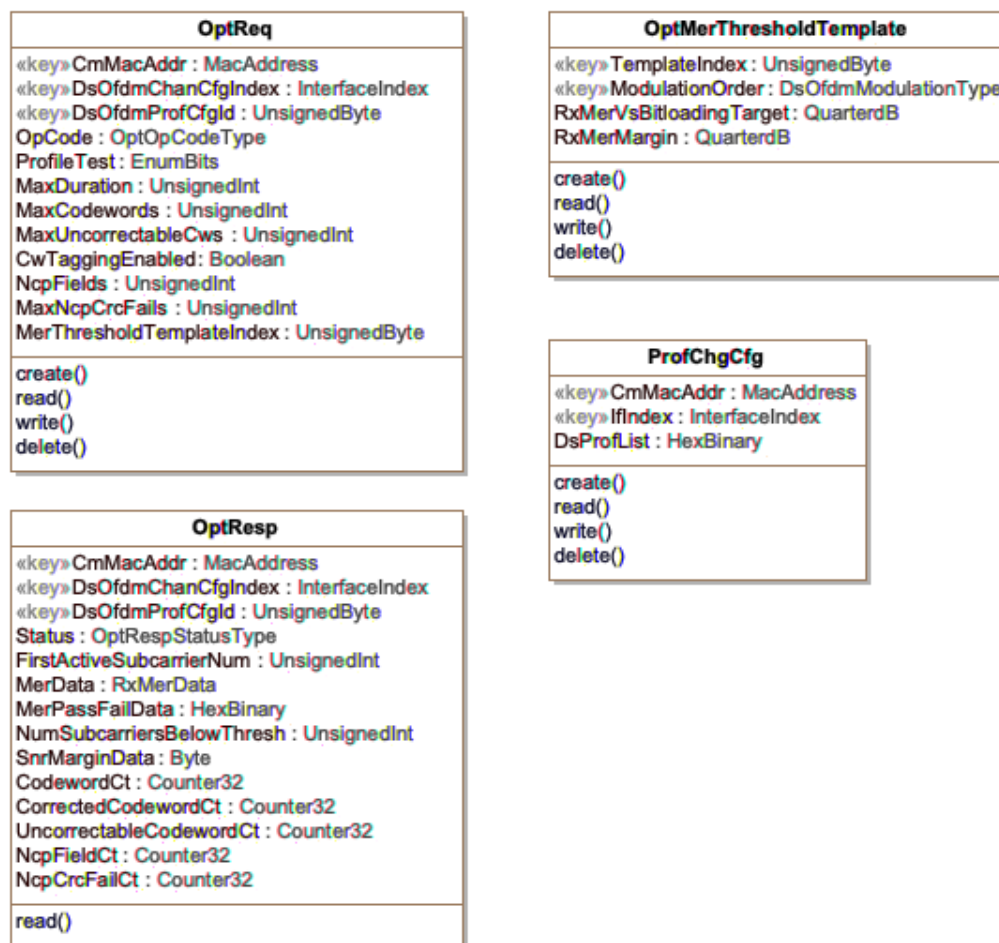 OptReq
«key»CmMacAddr : MacAddress
«key»DsOfdmChanCfgIndex : InterfaceIndex
«key»DsOfdmProfCfgId : UnsignedByte
OpCode : OptOpCodeType
ProfileTest : EnumBits
MaxDuration : UnsignedInt
MaxCodewords : UnsignedInt
MaxUncorrectableCws : UnsignedInt
CwTaggingEnabled: Boolean
NcpFields : UnsignedInt
MaxNcpCrcFails : UnsignedInt
MerThresholdTemplateIndex : UnsignedByte
create()
read()
write()
delete()
OptResp
«key»CmMacAddr : MacAddress
«key»DsOfdmChanCfgIndex : InterfaceIndex
«key»DsOfdmProfCfgId : UnsignedByte
Status : OptRespStatusType
FirstActiveSubcarrierNum : UnsignedInt
MerData : RxMerData
MerPassFailData : HexBinary
NumSubcarriersBelowThresh : UnsignedInt
SnrMarginData : Byte
CodewordCt : Counter32
CorrectedCodewordCt : Counter32
UncorrectableCodewordCt : Counter32
NcpFieldCt : Counter32
NcpCrcFailCt : Counter32
read()
OptMerThresholdTemplate
«key»TemplateIndex : UnsignedByte
«key»ModulationOrder : DsOfdmModulationType
RxMerVsBitloadingTarget : QuarterdB
RxMerMargin : QuarterdB
create()
read()
write()
delete()
ProfChgCfg
«key»CmMacAddr : MacAddress
«key»IfIndex : InterfaceIndex
DsProfList : HexBinary
create()
read()
write()
delete()